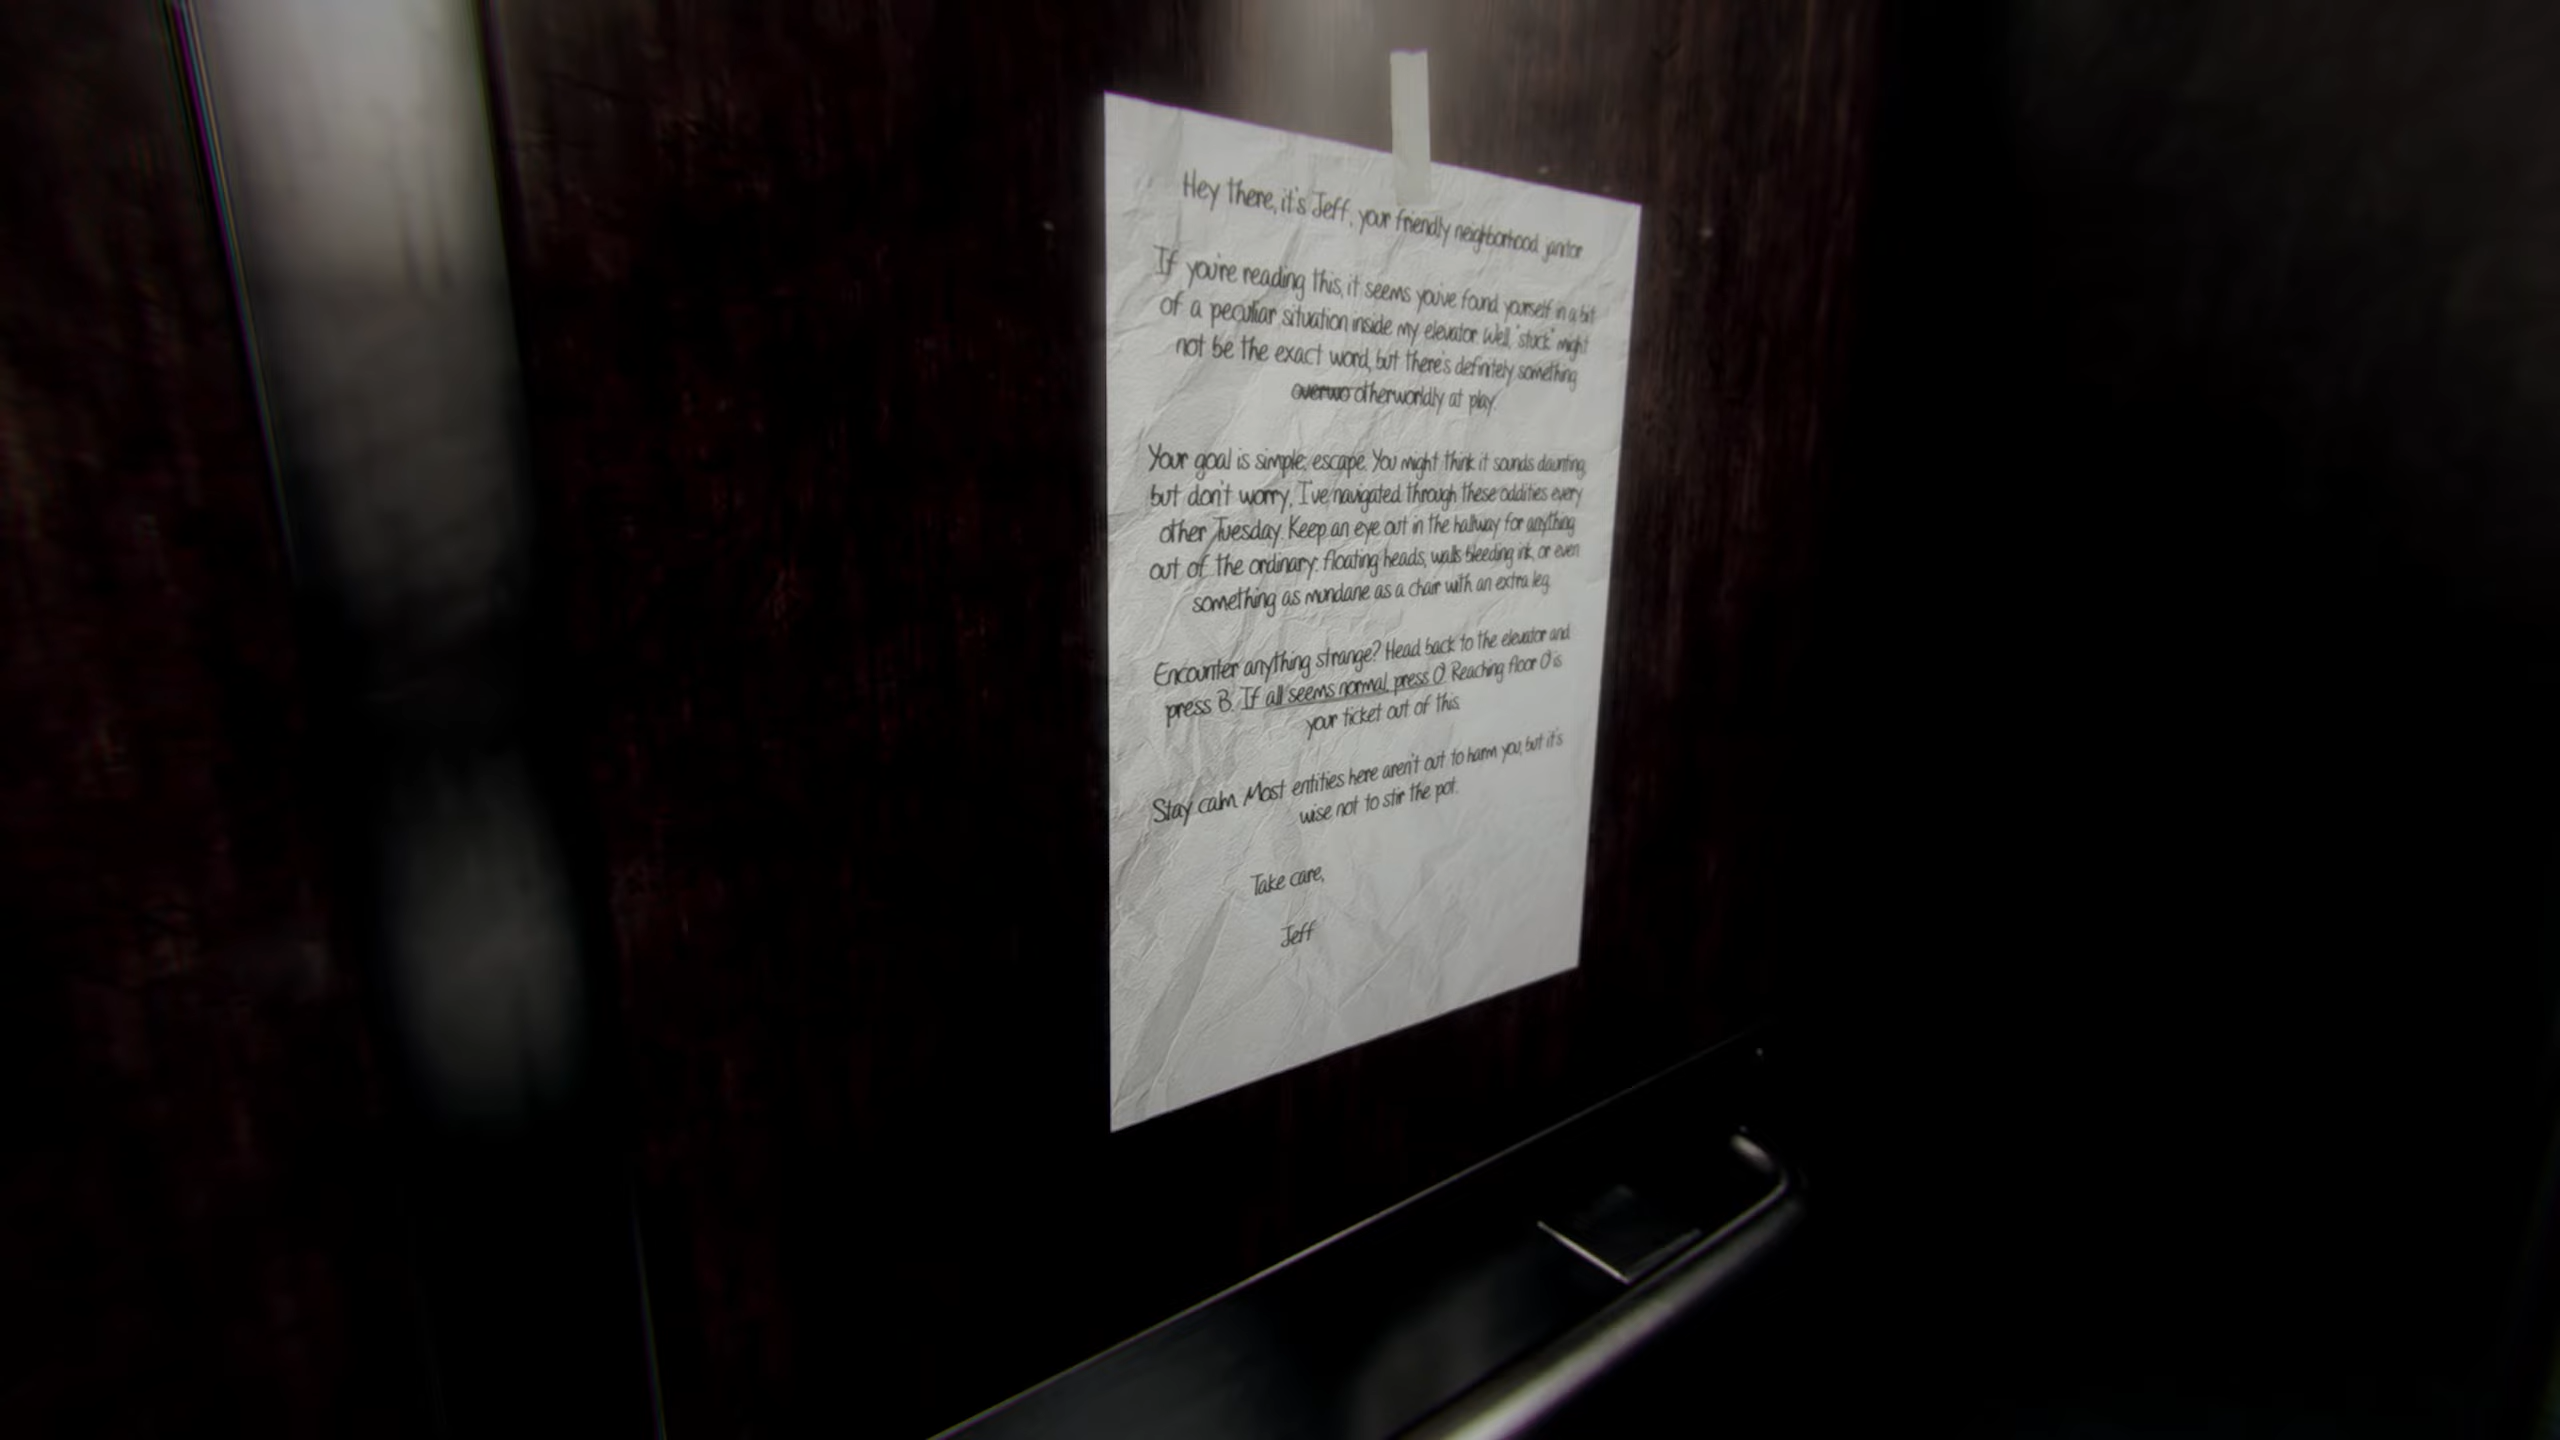 Hey there, it's Jeff, your friendly neighborhood janitor
If you're reading this, it seems you've found yourself in a bit
of a peculiar situation inside my elevator. Well, "stuck" might
not be the exact word, but there's definitely something
overwo otherworldly at play.
Your goal is simple: escape. You might think it sounds daunting,
but don't worry, I've navigated through these oddities every
other Tuesday. Keep an eye out in the hallway for anything
out of the ordinary: floating heads, walls bleeding ink, or even
something as mundane as a chair with an extra leg.
Encounter anything strange? Head back to the elevator and
press B. If all seems normal, press 0. Reaching floor 0 is
your ticket out of this.
Stay calm. Most entities here aren't out to harm you, but it's
wise not to stir the pot.
Take care,
Jeff